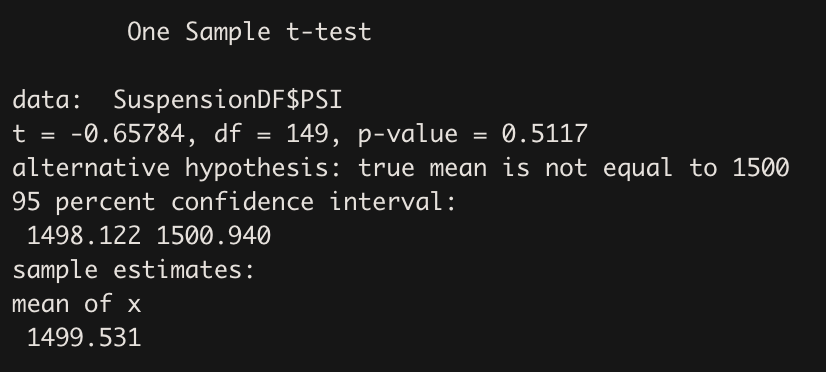 One Sample t-test
data:  SuspensionDF$PSI
t = -0.65784, df = 149, p-value = 0.5117
alternative hypothesis: true mean is not equal to 1500
95 percent confidence interval:
 1498.122 1500.940
sample estimates:
mean of x
 1499.531